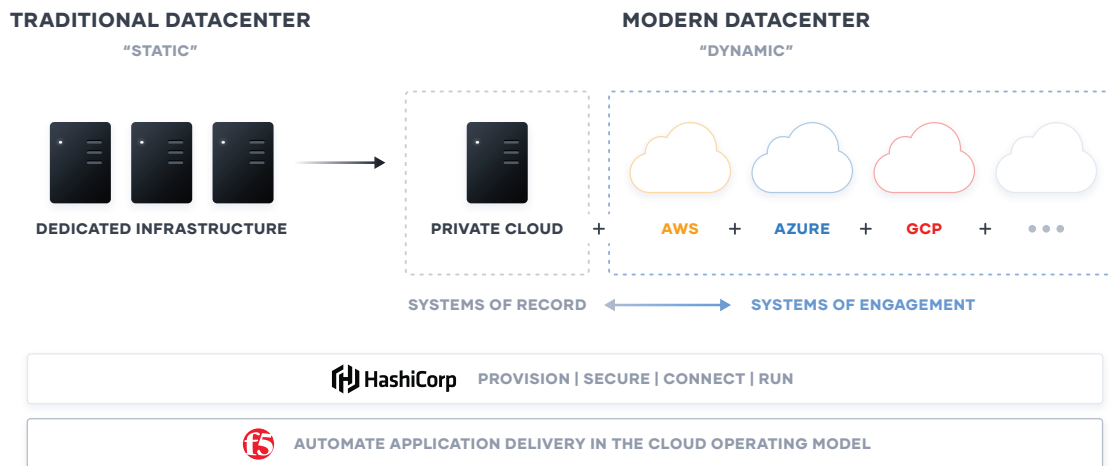 TRADITIONAL DATACENTER
“STATIC”
MODERN DATACENTER
“DYNAMIC”
DEDICATED INFRASTRUCTURE
PRIVATE CLOUD + AWS + AZURE + GCP + •••
SYSTEMS OF RECORD
SYSTEMS OF ENGAGEMENT
HashiCorp PROVISION | SECURE | CONNECT | RUN
f5 AUTOMATE APPLICATION DELIVERY IN THE CLOUD OPERATING MODEL